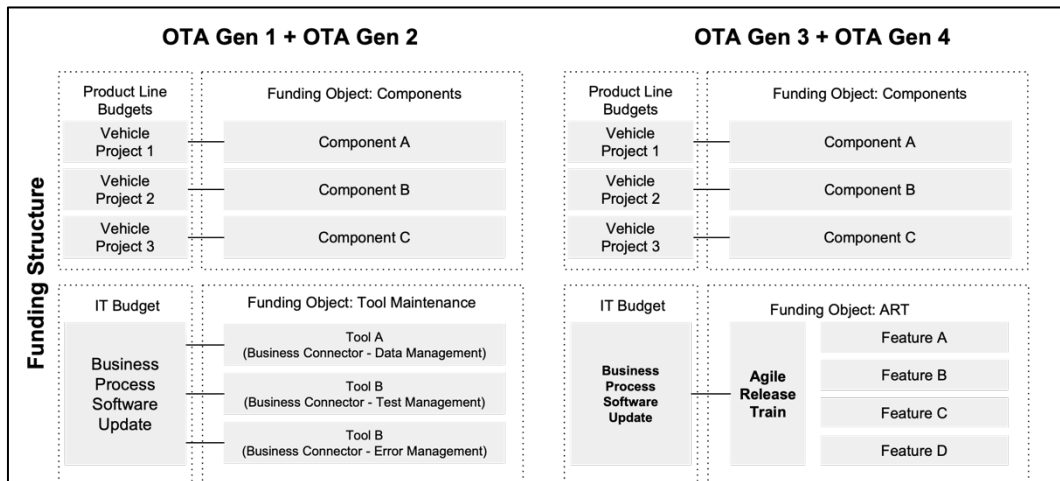 OTA Gen 1 + OTA Gen 2
OTA Gen 3 + OTA Gen 4
Funding Structure
Product Line
Budgets
Funding Object: Components
Vehicle
Project 1
Component A
Vehicle
Project 2
Component B
Vehicle
Project 3
Component C
IT Budget
Funding Object: Tool Maintenance
Business
Process
Software
Update
Tool A
(Business Connector - Data Management)
Tool B
(Business Connector - Test Management)
Tool B
(Business Connector - Error Management)
Product Line
Budgets
Funding Object: Components
Vehicle
Project 1
Component A
Vehicle
Project 2
Component B
Vehicle
Project 3
Component C
IT Budget
Funding Object: ART
Business
Process
Software
Update
Agile
Release
Train
Feature A
Feature B
Feature C
Feature D